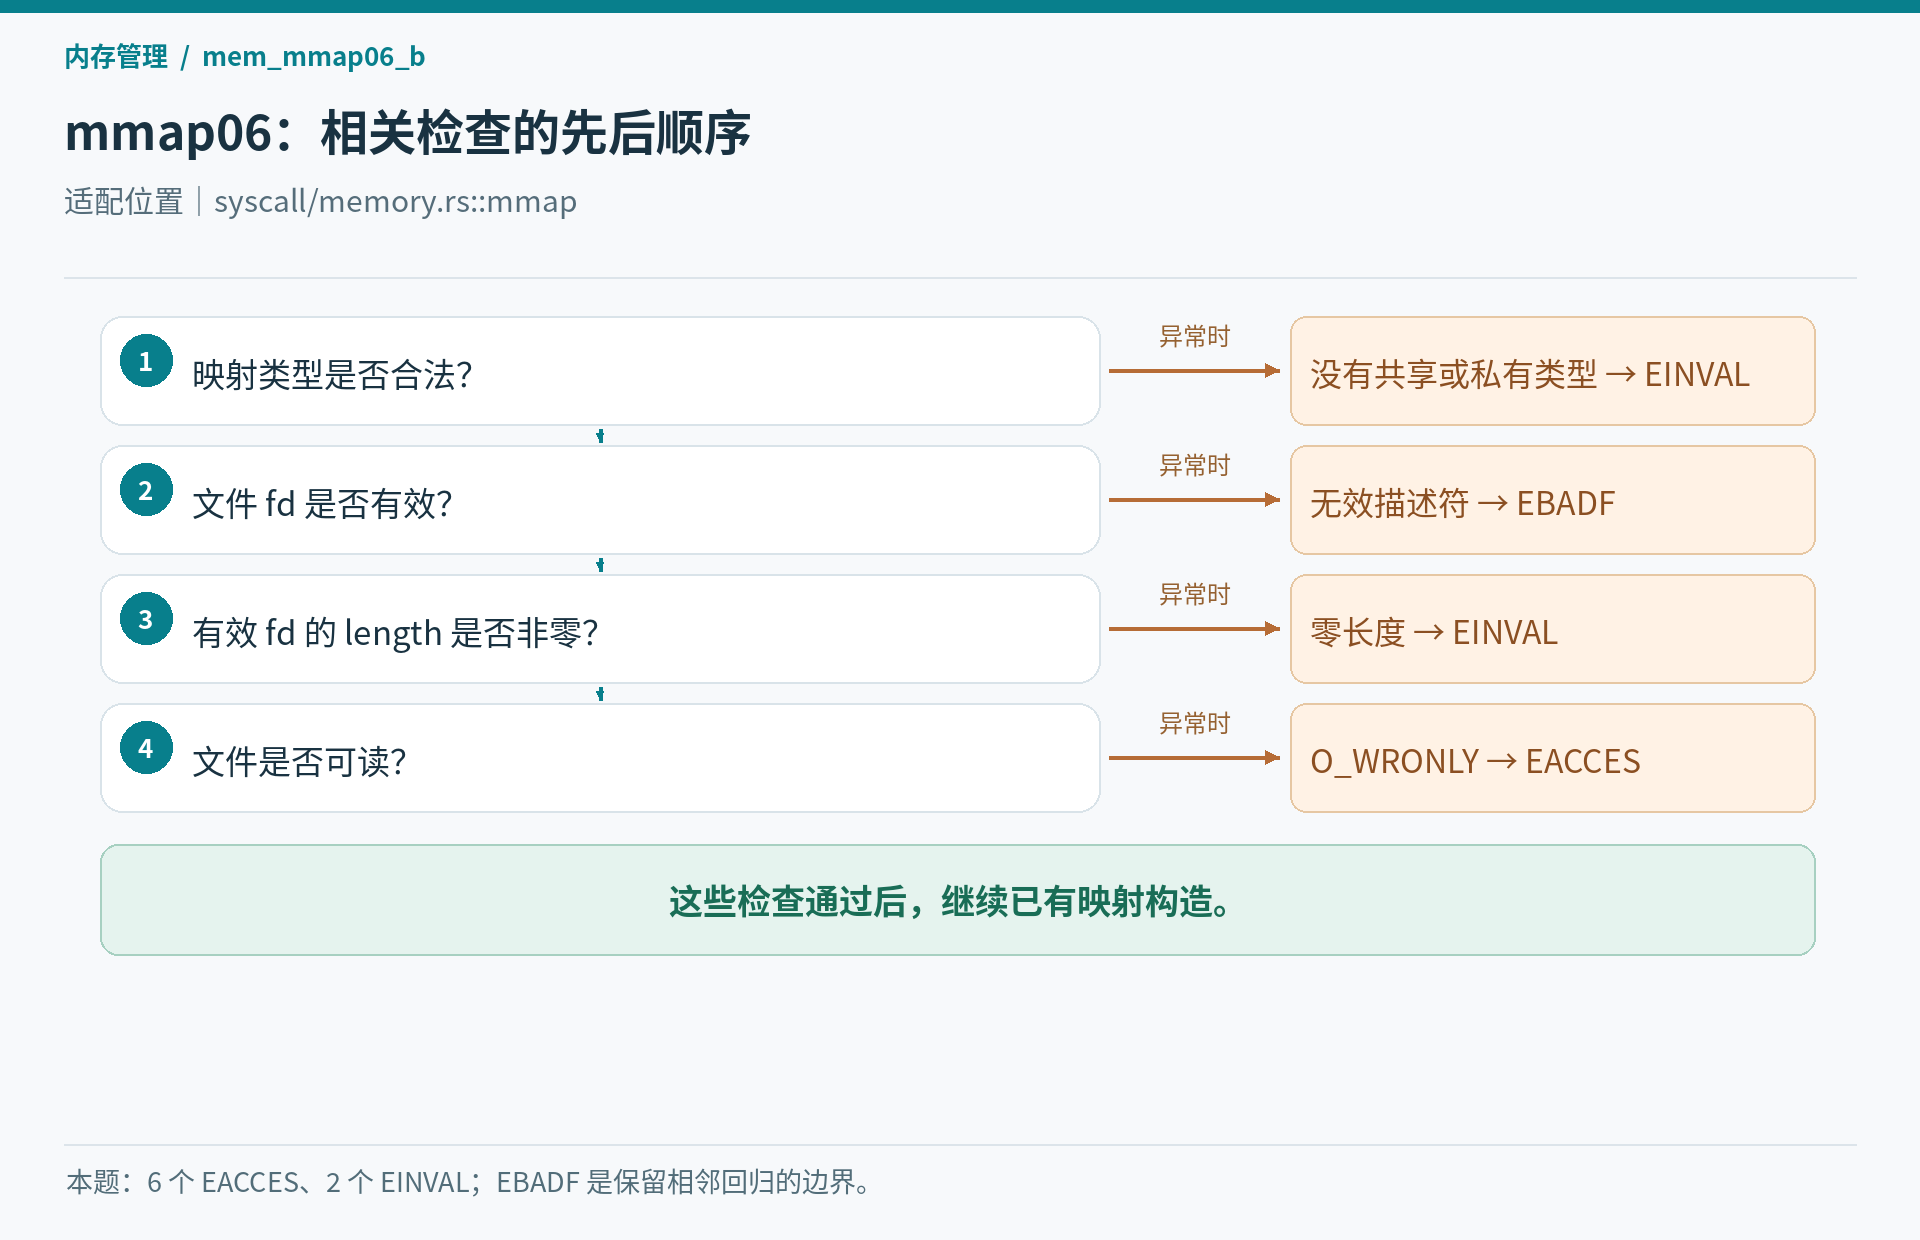 内存管理 / mem_mmap06_b
mmap06：相关检查的先后顺序
适配位置｜syscall/memory.rs::mmap
1 映射类型是否合法？
异常时
没有共享或私有类型 → EINVAL
2 文件 fd 是否有效？
异常时
无效描述符 → EBADF
3 有效 fd 的 length 是否非零？
异常时
零长度 → EINVAL
4 文件是否可读？
异常时
O_WRONLY → EACCES
这些检查通过后，继续已有映射构造。
本题：6 个 EACCES、2 个 EINVAL；EBADF 是保留相邻回归的边界。